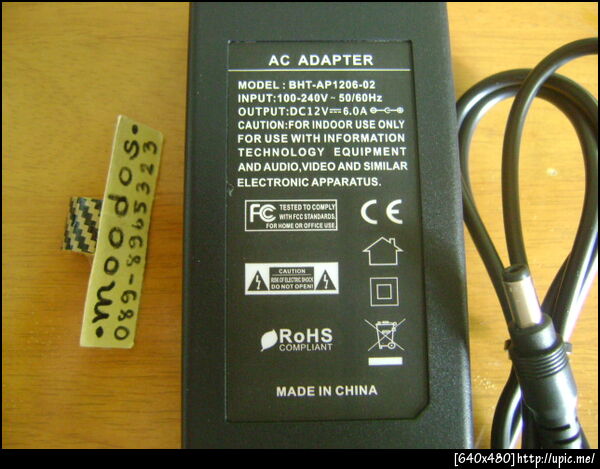 AC ADAPTER
MODEL : BHT-AP1206-02
INPUT:100-240V ~ 50/60Hz
OUTPUT:DC12V⎓6.0A
CAUTION:FOR INDOOR USE ONLY
FOR USE WITH INFORMATION
TECHNOLOGY EQUIPMENT
AND AUDIO,VIDEO AND SIMILAR
ELECTRONIC APPARATUS.
FC TESTED TO COMPLY
WITH FCC STANDARDS
FOR HOME OR OFFICE USE
CE
CAUTION
RISK OF ELECTRIC SHOCK
DO NOT OPEN!
RoHS
COMPLIANT
MADE IN CHINA
•moodos•
089-8965323
[640x480]http://upic.me/